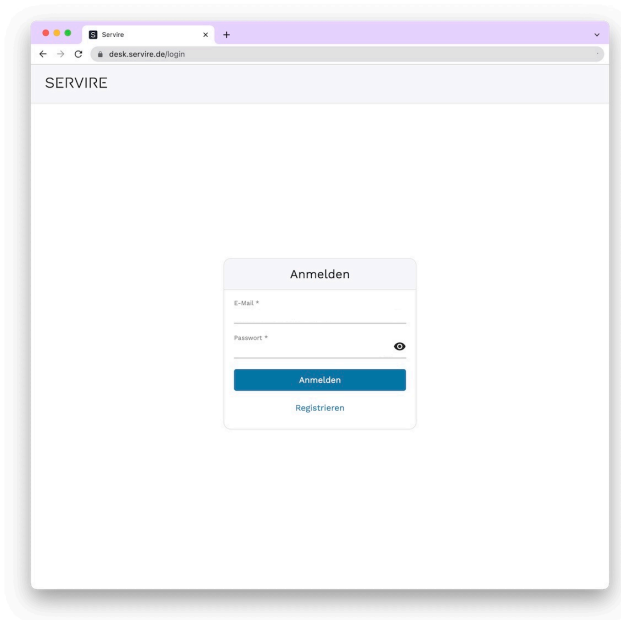 Servire
desk.servire.de/login
SERVIRE
Anmelden
E-Mail *
Passwort *
Anmelden
Registrieren